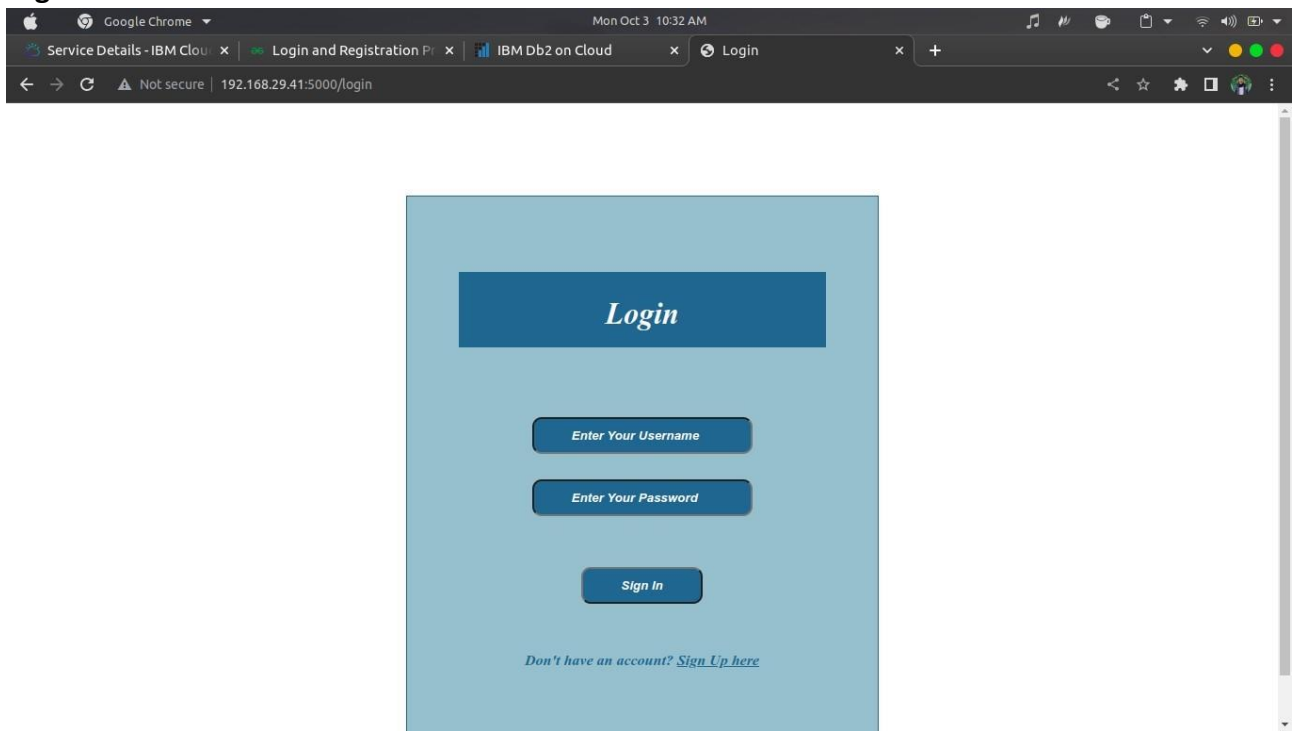 Google Chrome
Mon Oct 3 10:32 AM
Service Details - IBM Clou
Login and Registration Pr
IBM Db2 on Cloud
Login
Not secure | 192.168.29.41:5000/login
Login
Enter Your Username
Enter Your Password
Sign In
Don't have an account? Sign Up here